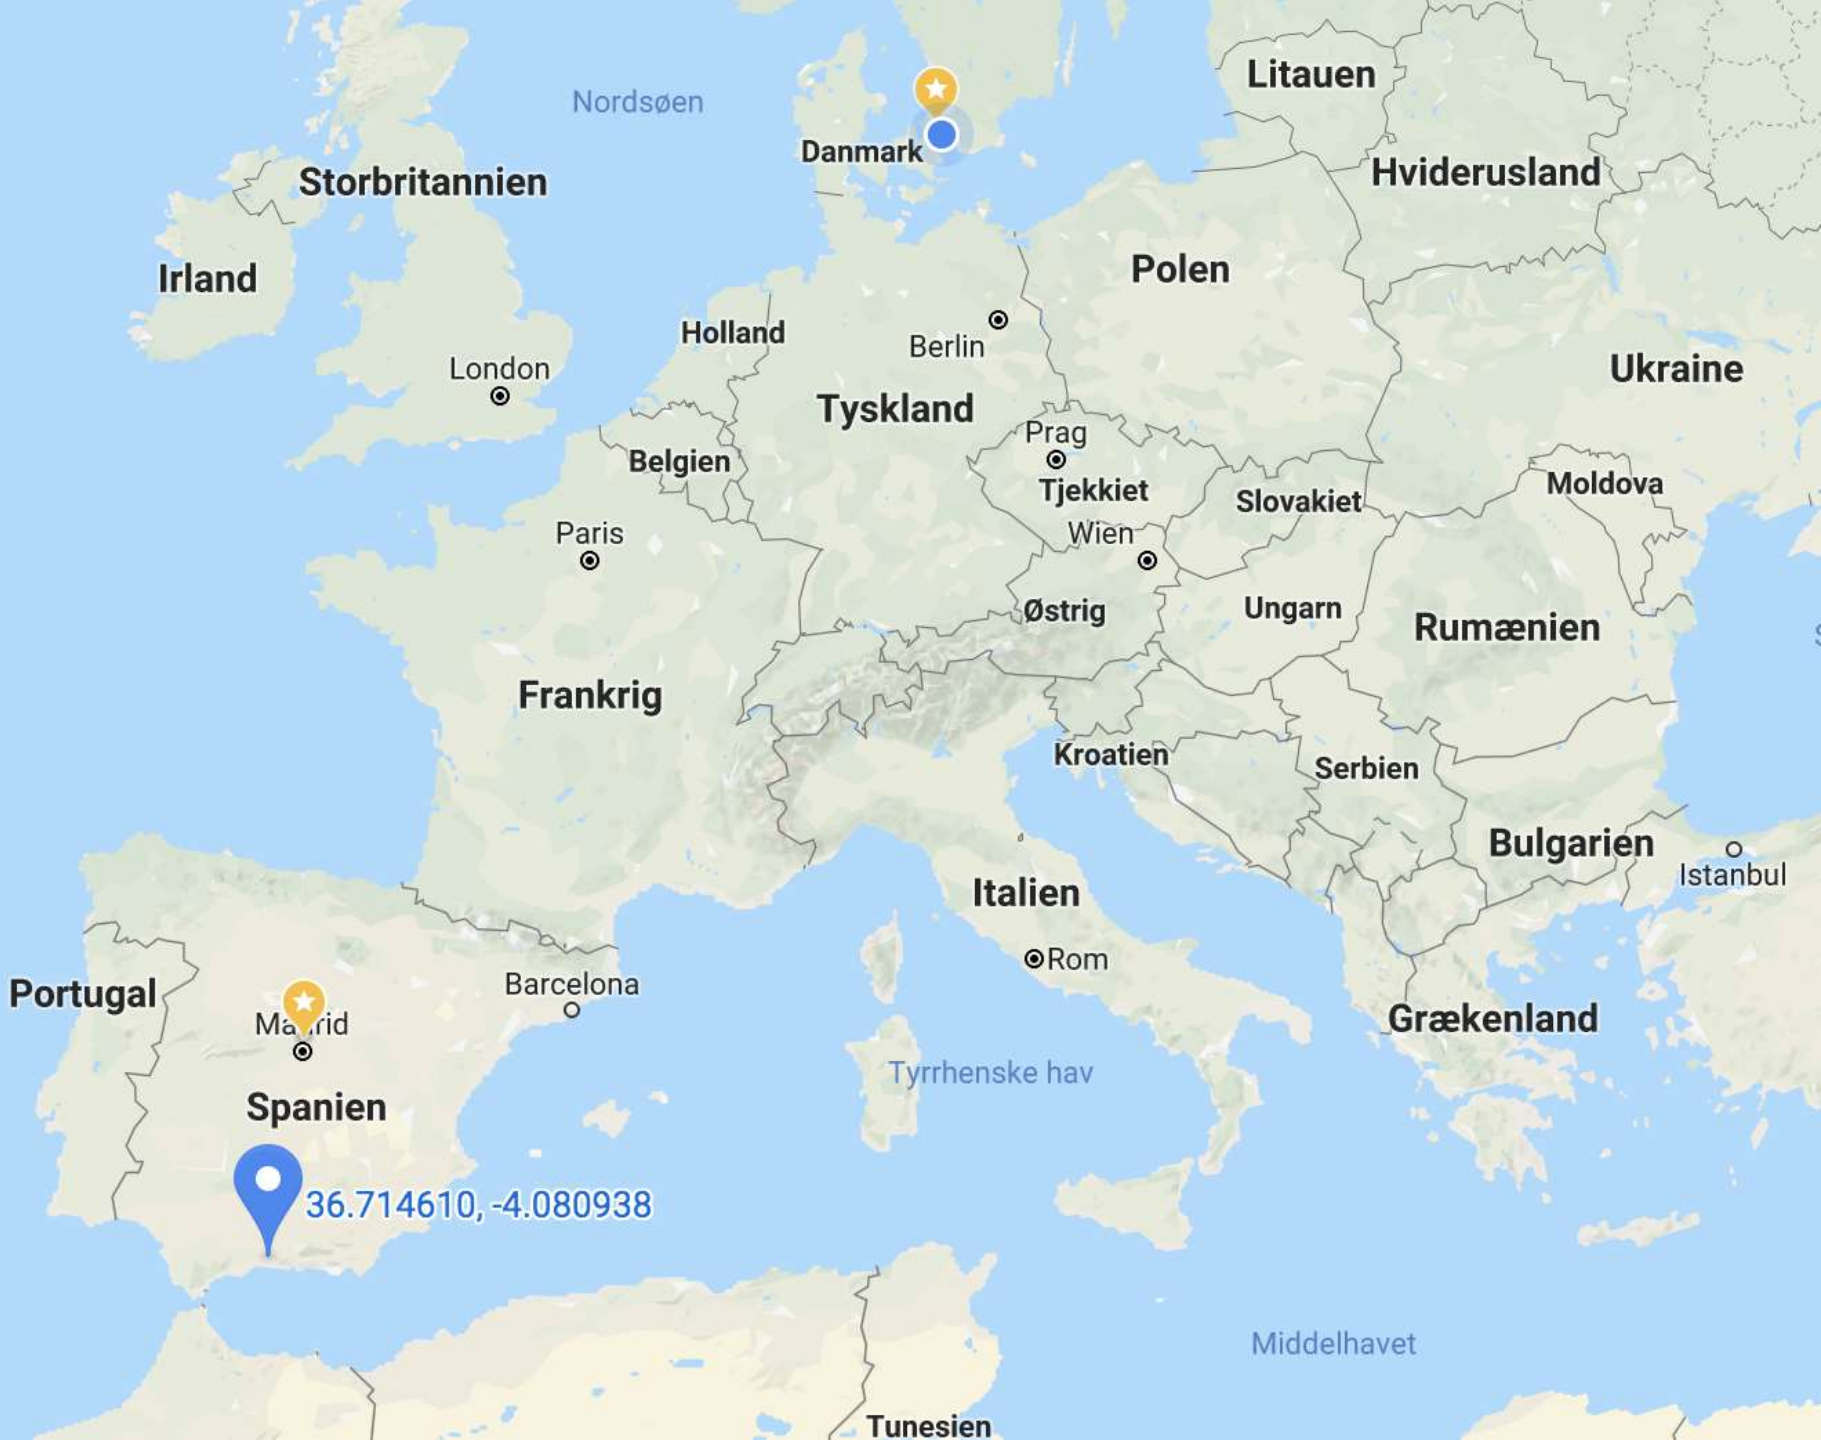 Litauen
Nordsøen
Danmark
Hviderusland
Storbritannien
Irland
Polen
Holland
Berlin
London
Ukraine
Tyskland
Prag
Belgien
Tjekkiet
Slovakiet
Moldova
Paris
Wien
Østrig
Ungarn
Rumænien
Frankrig
Kroatien
Serbien
Bulgarien
Istanbul
Italien
Rom
Portugal
Barcelona
Madrid
Grækenland
Tyrrhenske hav
Spanien
36.714610, -4.080938
Middelhavet
Tunesien